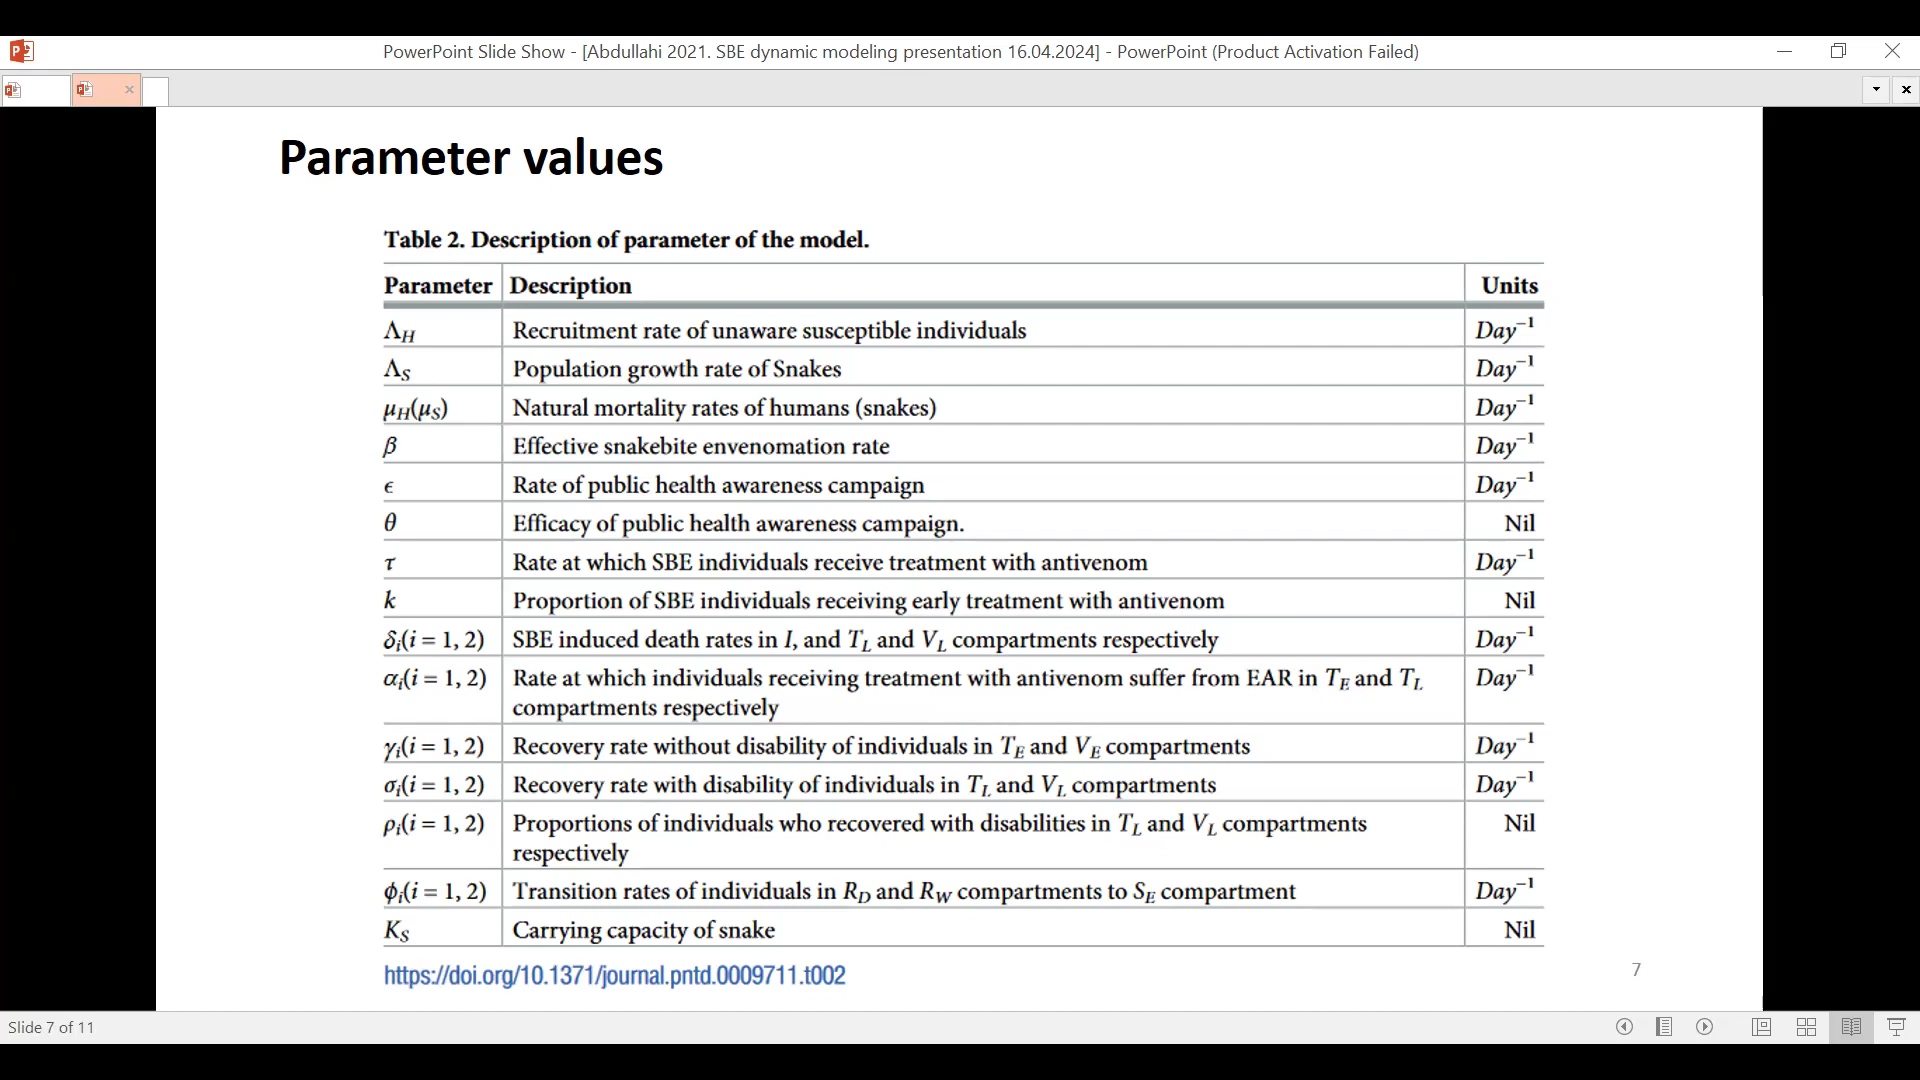 PowerPoint Slide Show - [Abdullahi 2021. SBE dynamic modeling presentation 16.04.2024] - PowerPoint (Product Activation Failed)
Parameter values
Table 2. Description of parameter of the model.
Parameter Description Units
Λ_H Recruitment rate of unaware susceptible individuals Day⁻¹
Λ_S Population growth rate of Snakes Day⁻¹
μ_H(μ_S) Natural mortality rates of humans (snakes) Day⁻¹
β Effective snakebite envenomation rate Day⁻¹
ϵ Rate of public health awareness campaign Day⁻¹
θ Efficacy of public health awareness campaign. Nil
τ Rate at which SBE individuals receive treatment with antivenom Day⁻¹
k Proportion of SBE individuals receiving early treatment with antivenom Nil
δ_i(i = 1, 2) SBE induced death rates in I, and T_L and V_L compartments respectively Day⁻¹
α_i(i = 1, 2) Rate at which individuals receiving treatment with antivenom suffer from EAR in T_E and T_L Day⁻¹
compartments respectively
γ_i(i = 1, 2) Recovery rate without disability of individuals in T_E and V_E compartments Day⁻¹
σ_i(i = 1, 2) Recovery rate with disability of individuals in T_L and V_L compartments Day⁻¹
ρ_i(i = 1, 2) Proportions of individuals who recovered with disabilities in T_L and V_L compartments Nil
respectively
ϕ_i(i = 1, 2) Transition rates of individuals in R_D and R_W compartments to S_E compartment Day⁻¹
K_S Carrying capacity of snake Nil
https://doi.org/10.1371/journal.pntd.0009711.t002
7
Slide 7 of 11